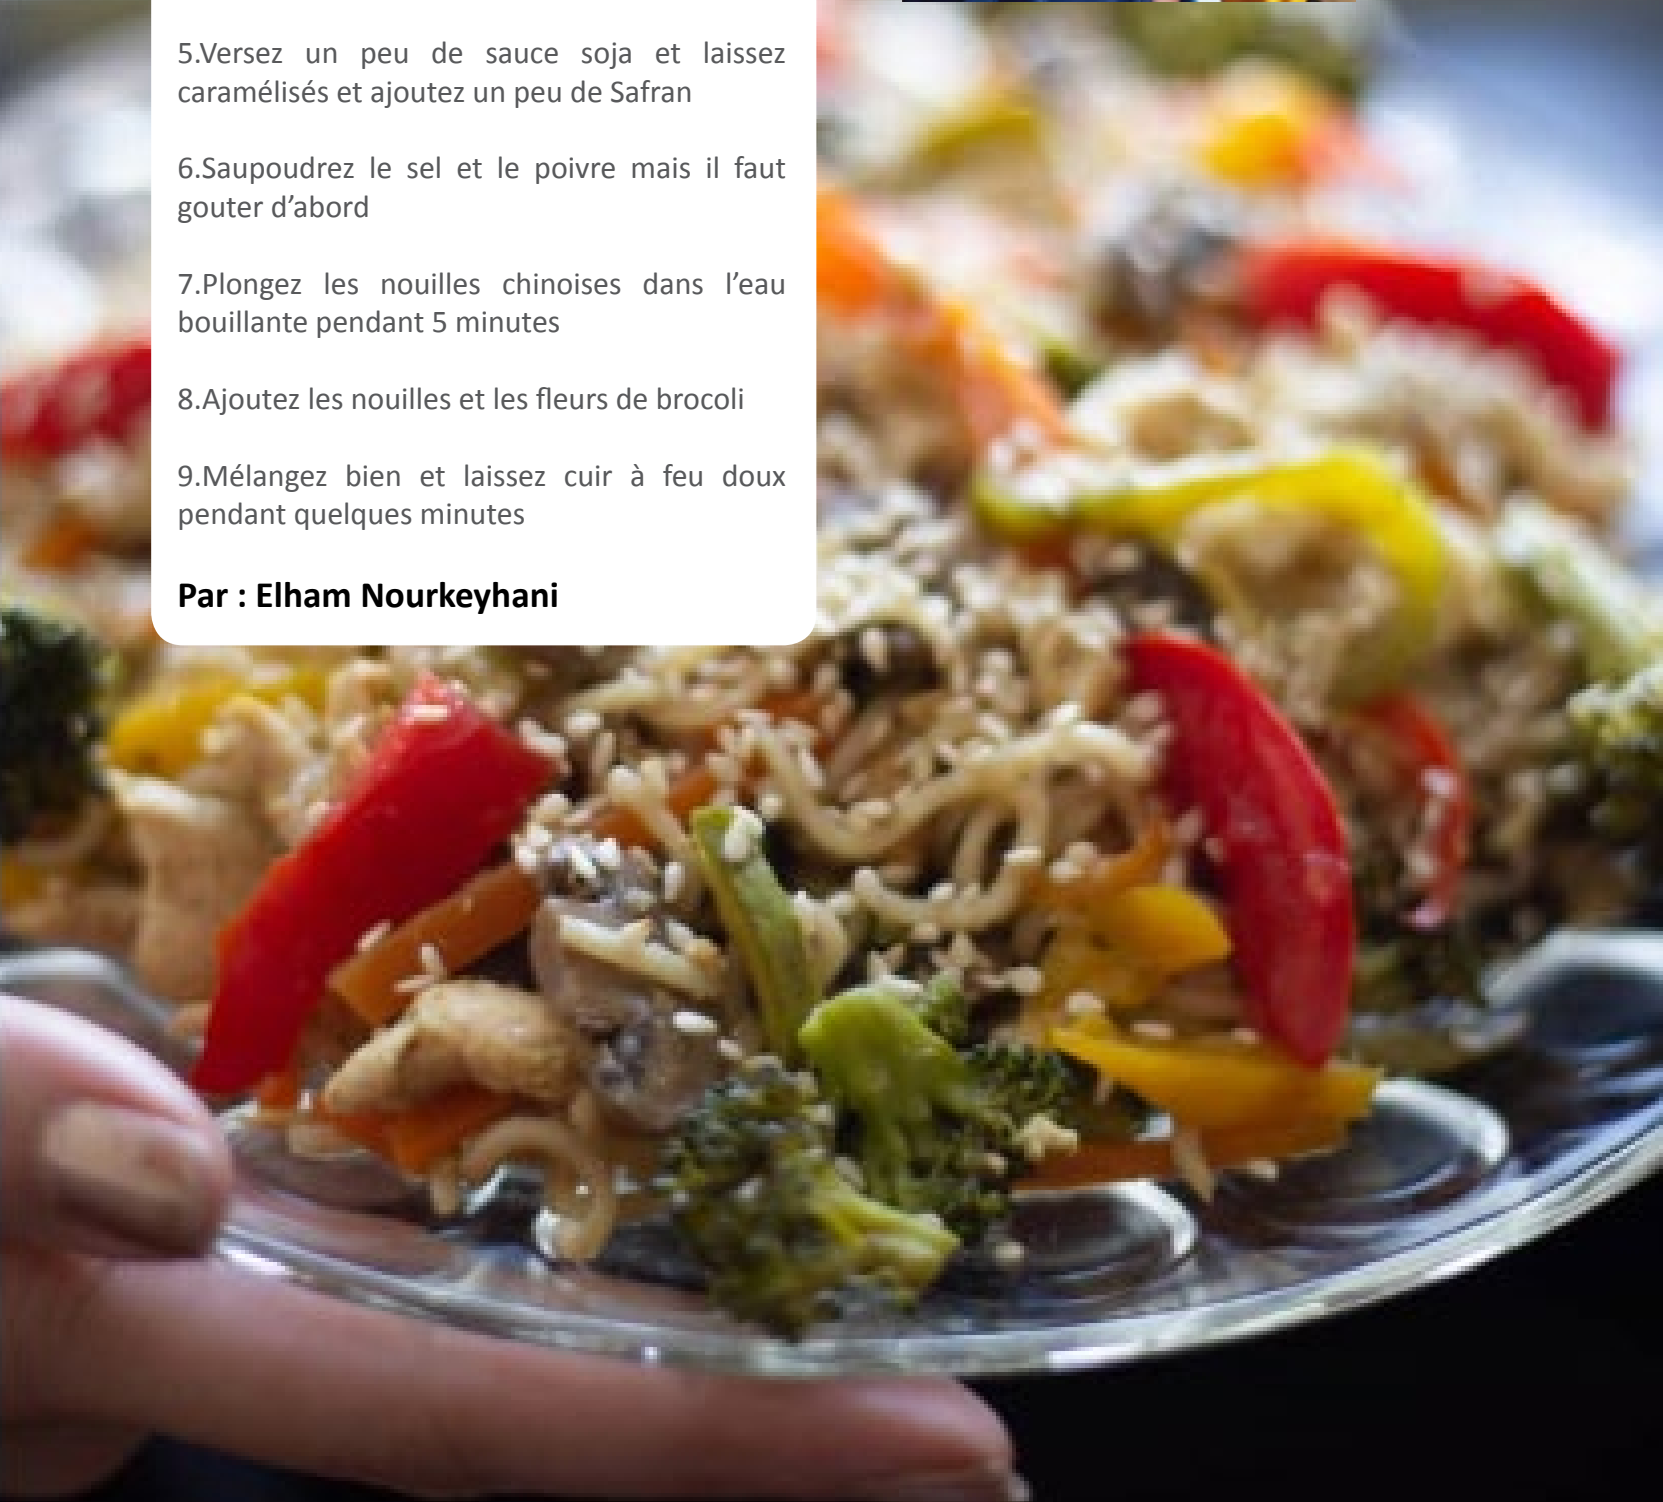 5.Versez un peu de sauce soja et laissez
caramélisés et ajoutez un peu de Safran
6.Saupoudrez le sel et le poivre mais il faut
gouter d’abord
7.Plongez les nouilles chinoises dans l’eau
bouillante pendant 5 minutes
8.Ajoutez les nouilles et les fleurs de brocoli
9.Mélangez bien et laissez cuir à feu doux
pendant quelques minutes
Par : Elham Nourkeyhani